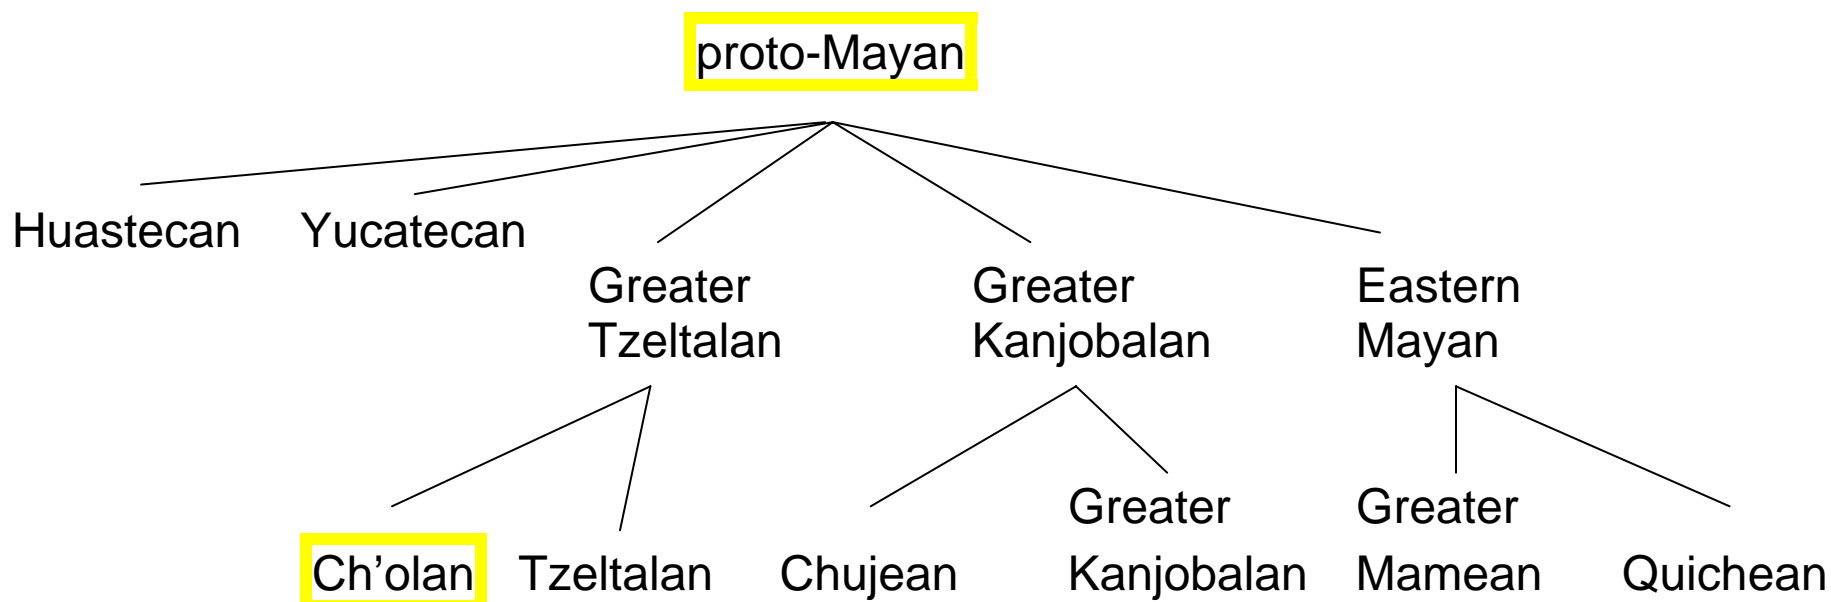 proto-Mayan
Huastecan Yucatecan
Greater Greater Eastern
Tzeltalan Kanjobalan Mayan
Greater Greater
Ch’olan Tzeltalan Chujean Kanjobalan Mamean Quichean